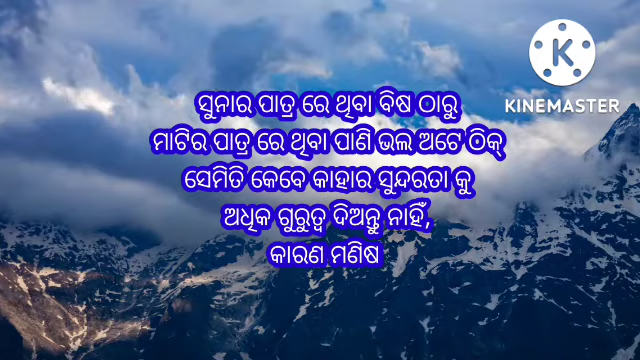 KINEMASTER
ସୁନାର ପାତ୍ର ରେ ଥିବା ବିଷ ଠାରୁ
ମାଟିର ପାତ୍ର ରେ ଥିବା ପାଣି ଭଲ ଅଟେ ଠିକ୍
ସେମିତି କେବେ କାହାର ସୁନ୍ଦରତା କୁ
ଅଧିକ ଗୁରୁତ୍ୱ ଦିଅନ୍ତୁ ନାହିଁ,
କାରଣ ମଣିଷ